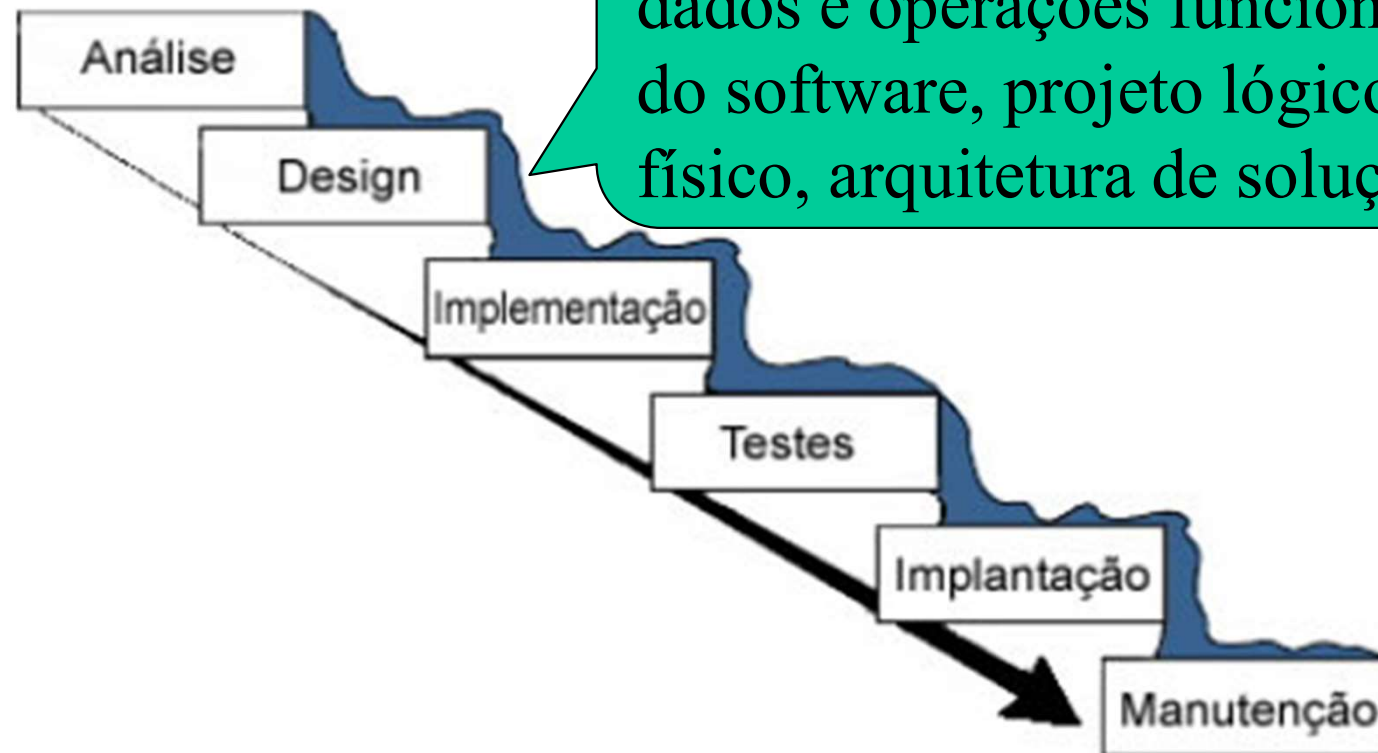 Análise
dados e operações funcion
do software, projeto lógico
físico, arquitetura de soluç
Design
Implementação
Testes
Implantação
Manutenção